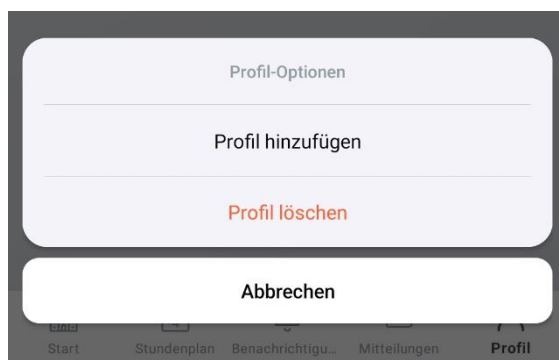 Profil-Optionen
Profil hinzufügen
Profil löschen
Abbrechen
Start Stundenplan Benachrichtigu... Mitteilungen Profil